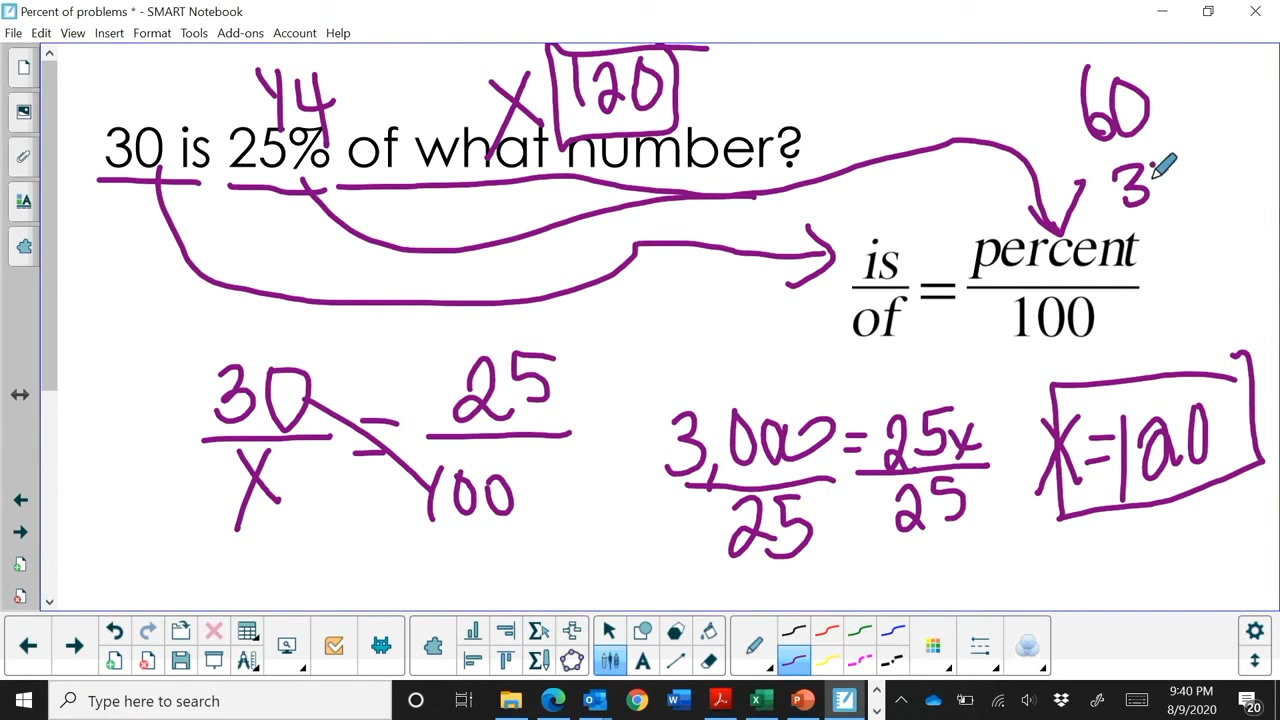 Percent of problems * - SMART Notebook
File Edit View Insert Format Tools Add-ons Account Help
1/4 x 120
60
30 is 25% of what number?
3
is/of = percent/100
30/x = 25/100
3,000/25 = 25x/25
x=120
Type here to search
9:40 PM
8/9/2020
20